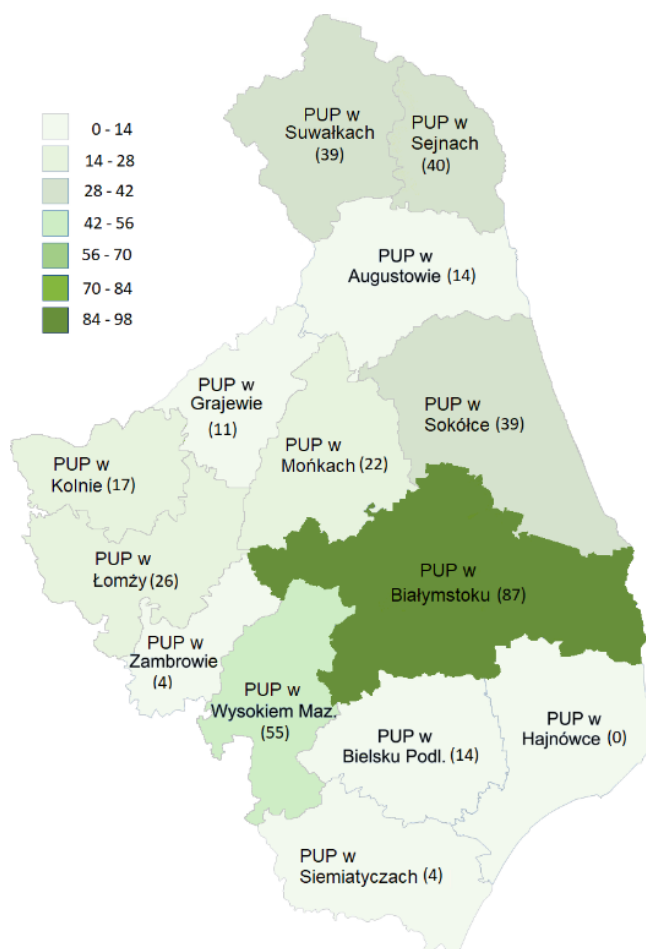 0 - 14
14 - 28
28 - 42
42 - 56
56 - 70
70 - 84
84 - 98
PUP w
Suwałkach
(39)
PUP w
Sejnach
(40)
PUP w
Augustowie (14)
PUP w
Grajewie
(11)
PUP w
Mońkach (22)
PUP w
Sokółce (39)
PUP w
Kolnie (17)
PUP w
Łomży (26)
PUP w
Białymstoku (87)
PUP w
Zambrowie
(4)
PUP w
Wysokiem Maz.
(55)
PUP w
Bielsku Podl. (14)
PUP w
Hajnówce (0)
PUP w
Siemiatyczach (4)